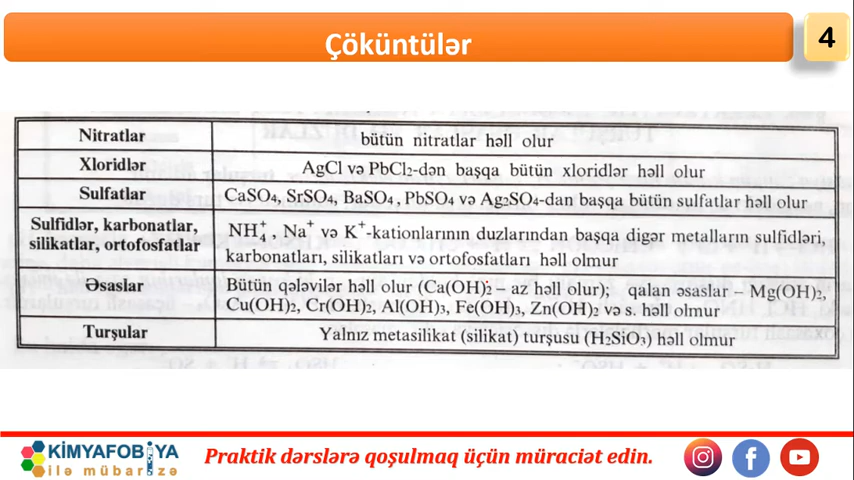 Çöküntülər
4
Nitratlar
bütün nitratlar həll olur
Xloridlər
AgCl və PbCl₂-dən başqa bütün xloridlər həll olur
Sulfatlar
CaSO₄, SrSO₄, BaSO₄, PbSO₄ və Ag₂SO₄-dan başqa bütün sulfatlar həll olur
Sulfidlər, karbonatlar,
silikatlar, ortofosfatlar
NH₄⁺, Na⁺ və K⁺-kationlarının duzlarından başqa digər metalların sulfidləri,
karbonatları, silikatları və ortofosfatları həll olmur
Əsaslar
Bütün qələvilər həll olur (Ca(OH)₂ – az həll olur); qalan əsaslar – Mg(OH)₂,
Cu(OH)₂, Cr(OH)₂, Al(OH)₃, Fe(OH)₃, Zn(OH)₂ və s. həll olmur
Turşular
Yalnız metasilikat (silikat) turşusu (H₂SiO₃) həll olmur
KİMYAFOBİYA
ilə mübarizə
Praktik dərslərə qoşulmaq üçün müraciət edin.